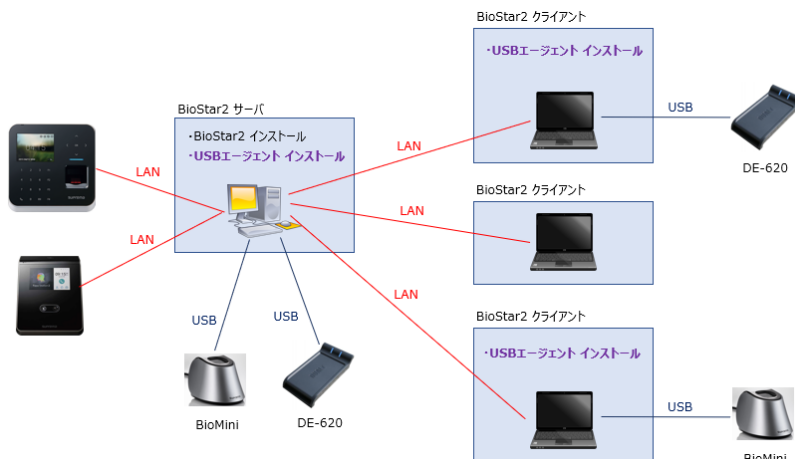 BioStar2 クライアント
・USBエージェント インストール
USB
DE-620
BioStar2 サーバ
・BioStar2 インストール
・USBエージェント インストール
LAN
LAN
LAN
BioStar2 クライアント
LAN
LAN
BioStar2 クライアント
・USBエージェント インストール
USB
USB
BioMini
DE-620
USB
BioMini